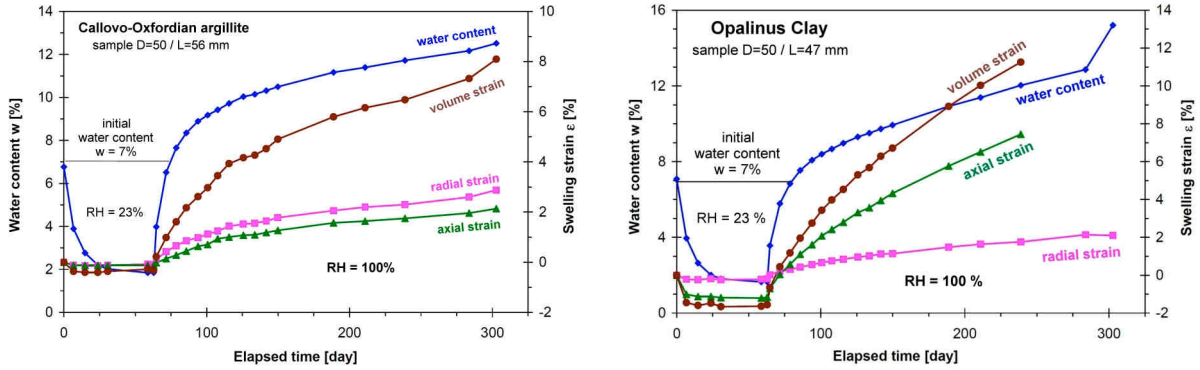 Callovo-Oxfordian argillite
sample D=50 / L=56 mm
water content
volume strain
initial
water content
w = 7%
RH = 23%
radial strain
axial strain
RH = 100%
Water content w [%]
14
12
10
8
6
4
2
0
Swelling strain ε [%]
10
8
6
4
2
0
-2
0
100
200
300
Elapsed time [day]
Opalinus Clay
sample D=50 / L=47 mm
volume strain
water content
initial
water content
w = 7%
RH = 23 %
axial strain
radial strain
RH = 100 %
Water content w [%]
16
12
8
4
0
Swelling strain ε [%]
14
12
10
8
6
4
2
0
-2
0
100
200
300
Elapsed time [day]